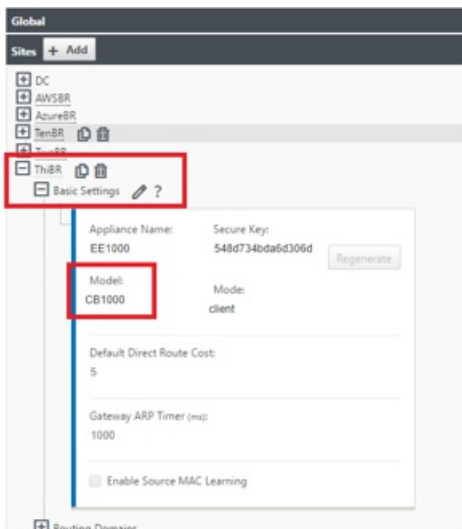 Global
Sites + Add
DC
AWSBR
AzureBR
TenBR
ThiBR
Basic Settings ?
Appliance Name: Secure Key:
EE1000 548d734bda6d306d Regenerate
Model: Mode:
CB1000 client
Default Direct Route Cost:
5
Gateway ARP Timer (ms):
1000
Enable Source MAC Learning
Routing Domains